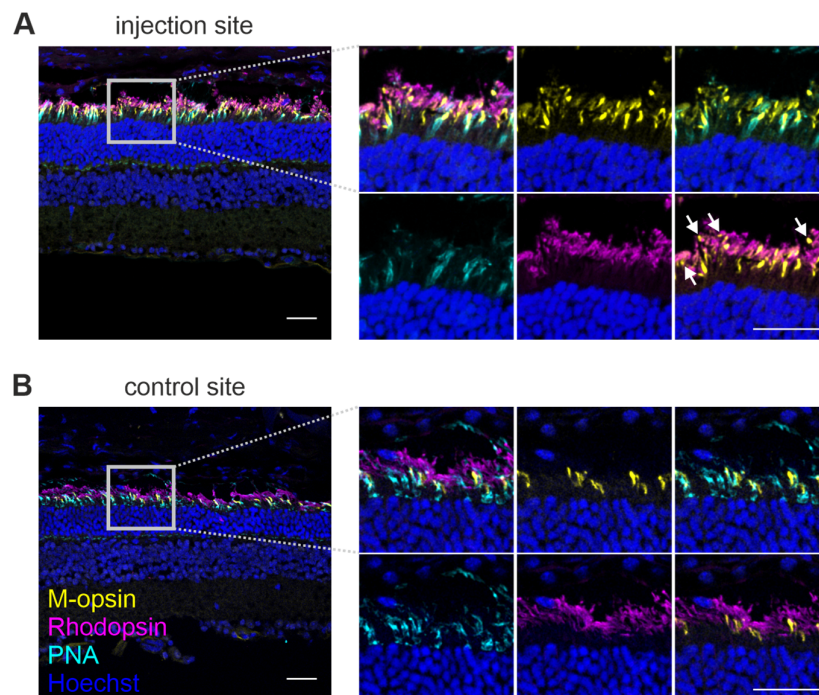 A
injection site
B
control site
M-opsin
Rhodopsin
PNA
Hoechst